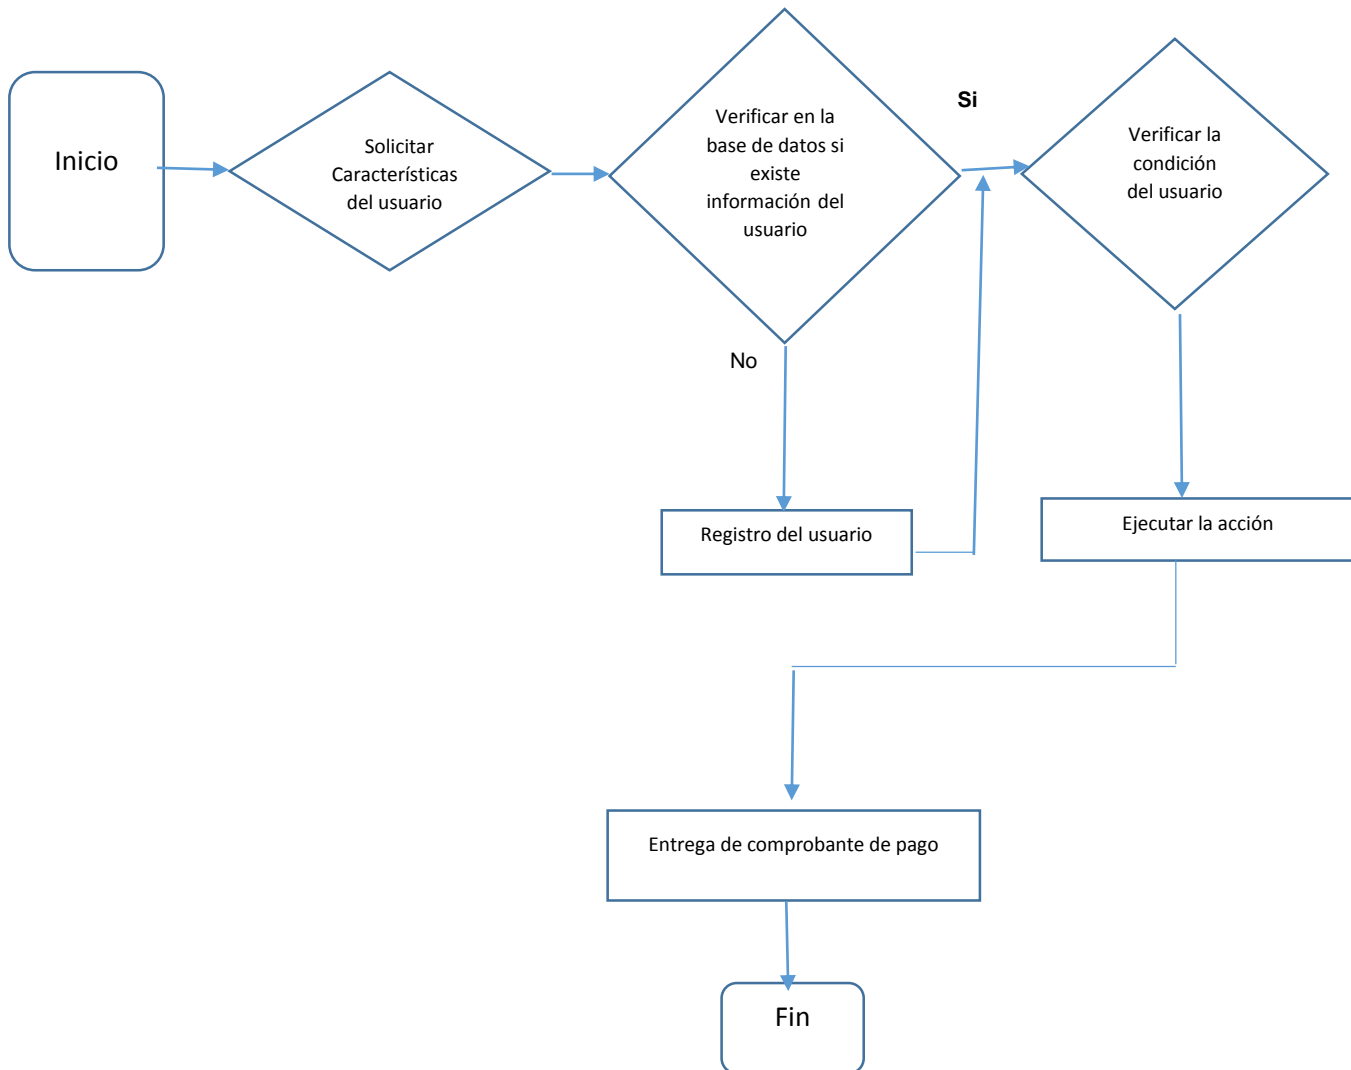 Inicio
Solicitar
Características
del usuario
Verificar en la
base de datos si
existe
información del
usuario
Si
Verificar la
condición
del usuario
No
Registro del usuario
Ejecutar la acción
Entrega de comprobante de pago
Fin